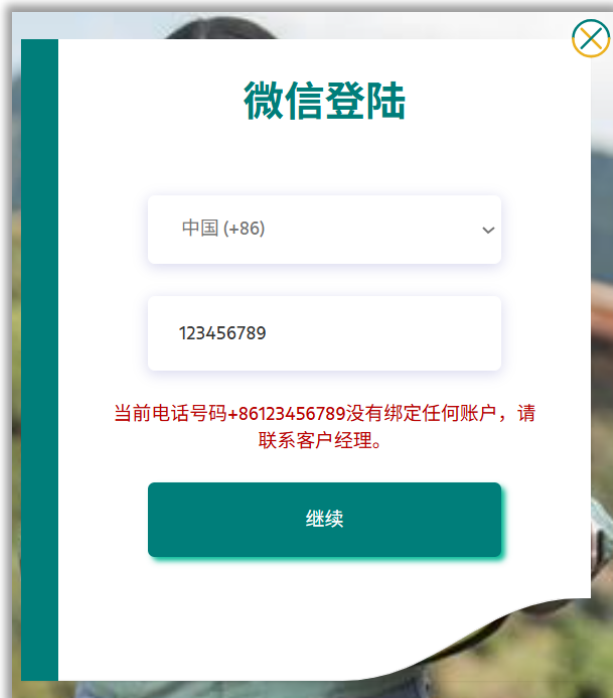 微信登陆
中国 (+86)
123456789
当前电话号码+86123456789没有绑定任何账户，请
联系客户经理。
继续